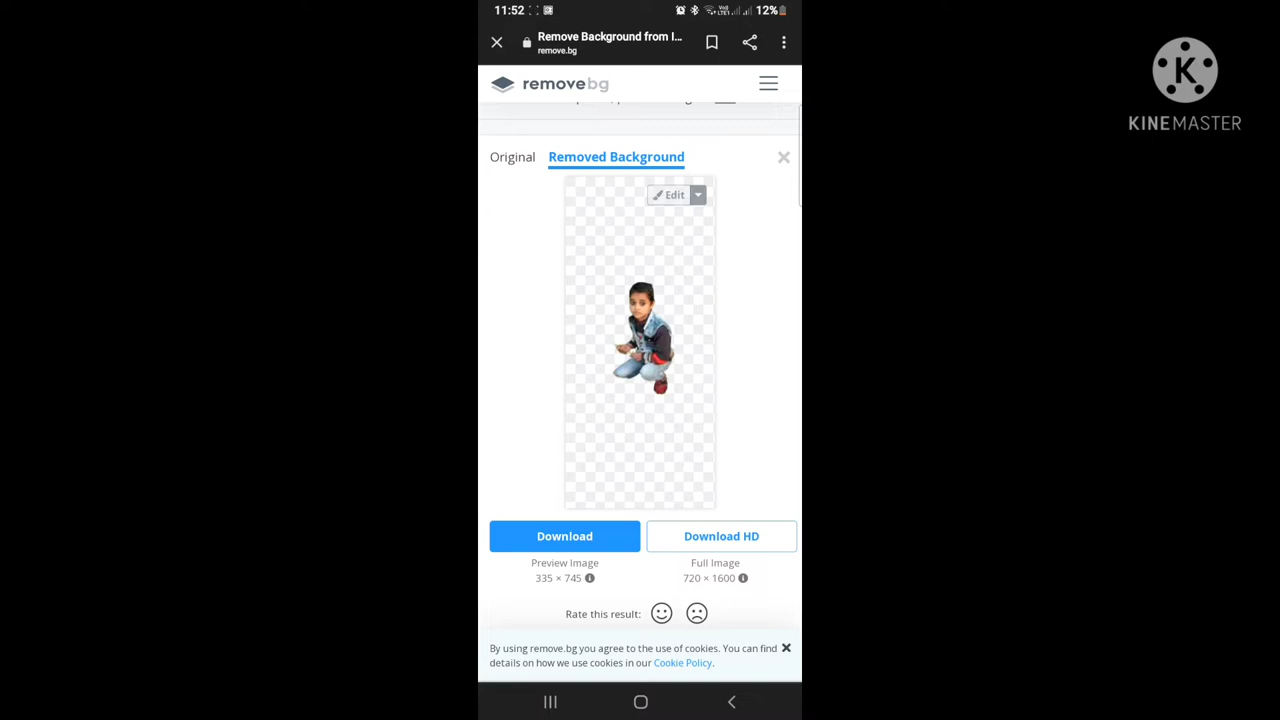 11:52
12%
Remove Background from I...
remove.bg
removebg
Original Removed Background
Edit
Download Download HD
Preview Image Full Image
335 × 745 720 × 1600
Rate this result:
By using remove.bg you agree to the use of cookies. You can find
details on how we use cookies in our Cookie Policy.
K
KINEMASTER